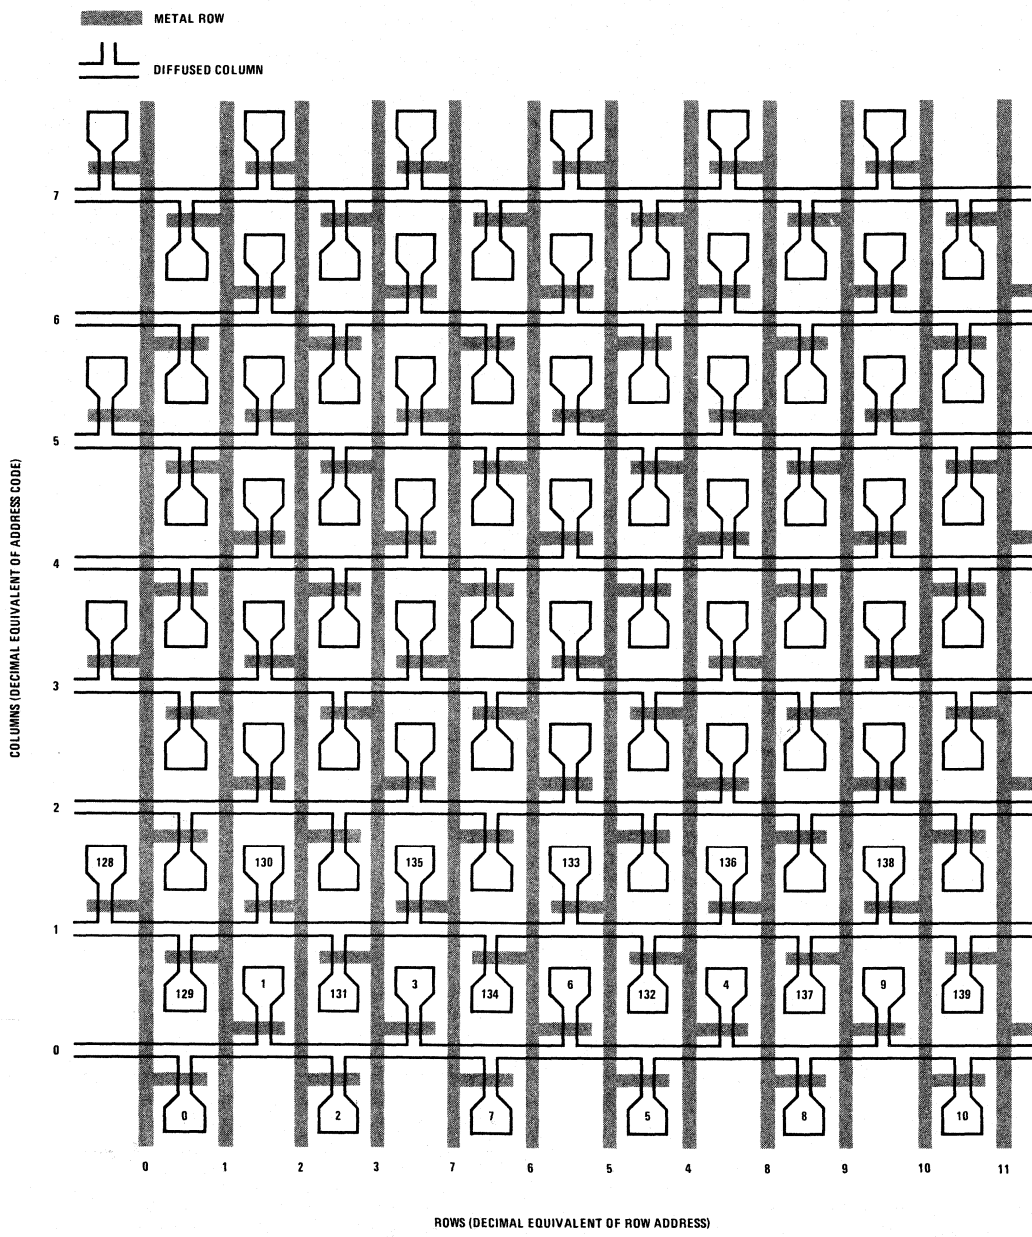 METAL ROW
DIFFUSED COLUMN
7
6
5
4
3
2
128 130 135 133 136 138
1
129 1 131 3 134 6 132 4 137 9 139
0
0 2 7 5 8 10
0 1 2 3 7 6 5 4 8 9 10 11
COLUMNS (DECIMAL EQUIVALENT OF ADDRESS CODE)
ROWS (DECIMAL EQUIVALENT OF ROW ADDRESS)